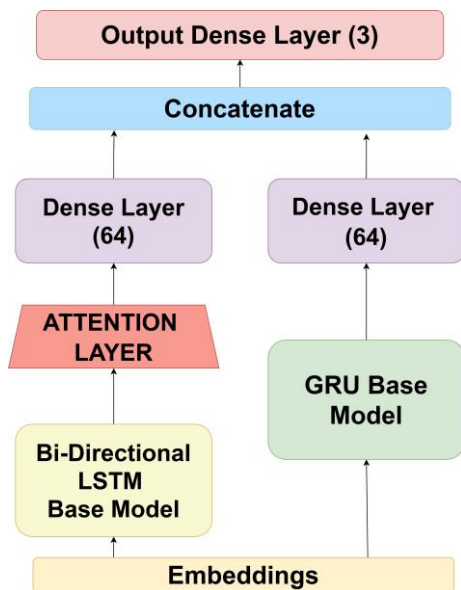 Output Dense Layer (3)
Concatenate
Dense Layer
(64)
Dense Layer
(64)
ATTENTION
LAYER
GRU Base
Model
Bi-Directional
LSTM
Base Model
Embeddings